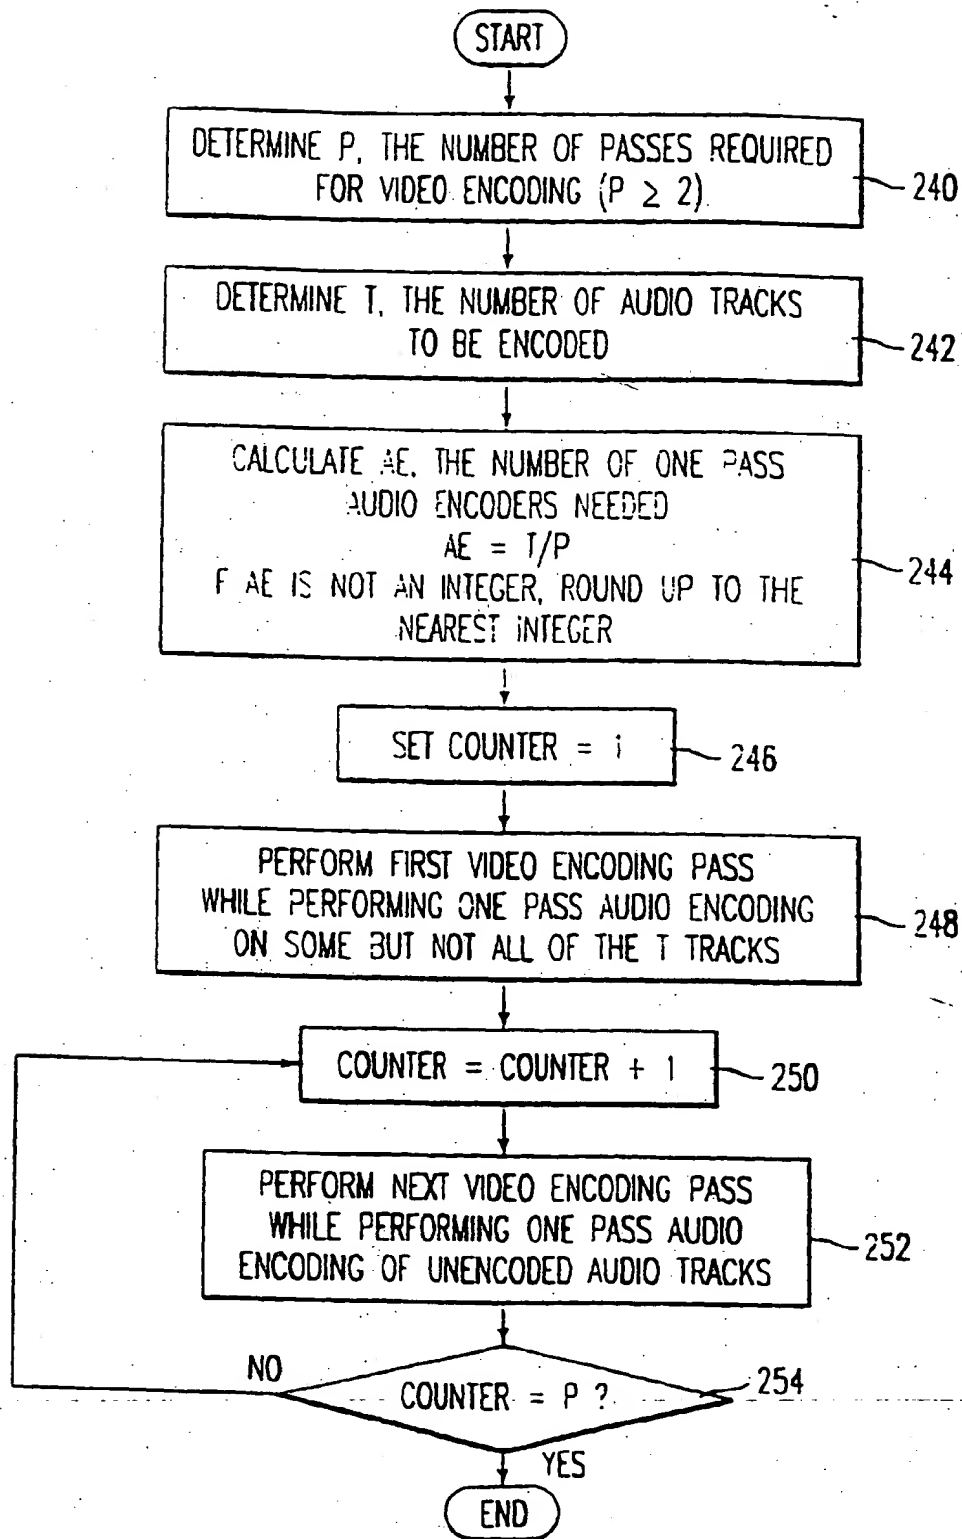 START
DETERMINE P, THE NUMBER OF PASSES REQUIRED
FOR VIDEO ENCODING (P ≥ 2)
240
DETERMINE T, THE NUMBER OF AUDIO TRACKS
TO BE ENCODED
242
CALCULATE AE, THE NUMBER OF ONE PASS
AUDIO ENCODERS NEEDED
AE = T/P
F AE IS NOT AN INTEGER, ROUND UP TO THE
NEAREST INTEGER
244
SET COUNTER = 1
246
PERFORM FIRST VIDEO ENCODING PASS
WHILE PERFORMING ONE PASS AUDIO ENCODING
ON SOME BUT NOT ALL OF THE T TRACKS
248
COUNTER = COUNTER + 1
250
PERFORM NEXT VIDEO ENCODING PASS
WHILE PERFORMING ONE PASS AUDIO
ENCODING OF UNENCODED AUDIO TRACKS
252
NO
COUNTER = P ?
254
YES
END